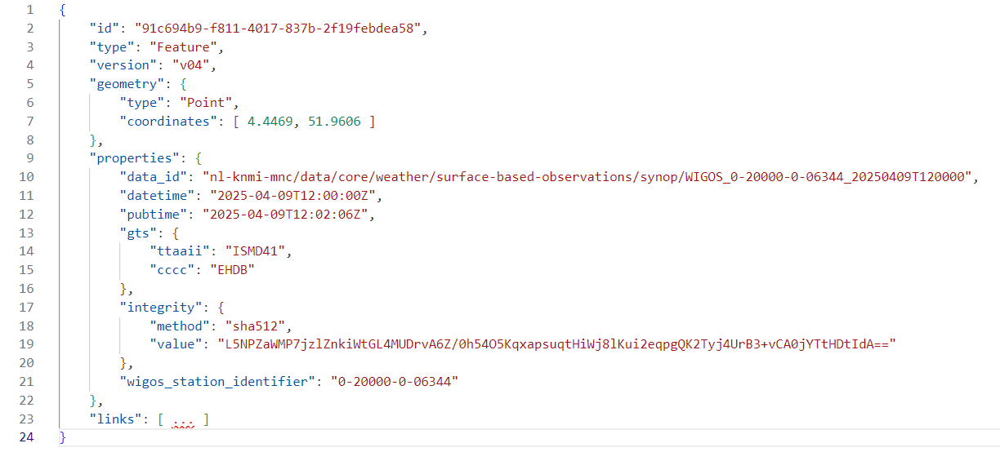 1 {
2 "id": "91c694b9-f811-4017-837b-2f19febdea58",
3 "type": "Feature",
4 "version": "v04",
5 "geometry": {
6 "type": "Point",
7 "coordinates": [ 4.4469, 51.9606 ]
8 },
9 "properties": {
10 "data_id": "nl-knmi-mnc/data/core/weather/surface-based-observations/synop/WIGOS_0-20000-0-06344_20250409T120000",
11 "datetime": "2025-04-09T12:00:00Z",
12 "pubtime": "2025-04-09T12:02:06Z",
13 "gts": {
14 "ttaaii": "ISMD41",
15 "cccc": "EHDB"
16 },
17 "integrity": {
18 "method": "sha512",
19 "value": "L5NPZaWMP7jzlZnkiWtGL4MUDrvA6Z/0h54O5KqxapsuqtHiWj8lKui2eqpgQK2Tyj4UrB3+vCA0jYTtHDtIdA=="
20 },
21 "wigos_station_identifier": "0-20000-0-06344"
22 },
23 "links": [ ... ]
24 }